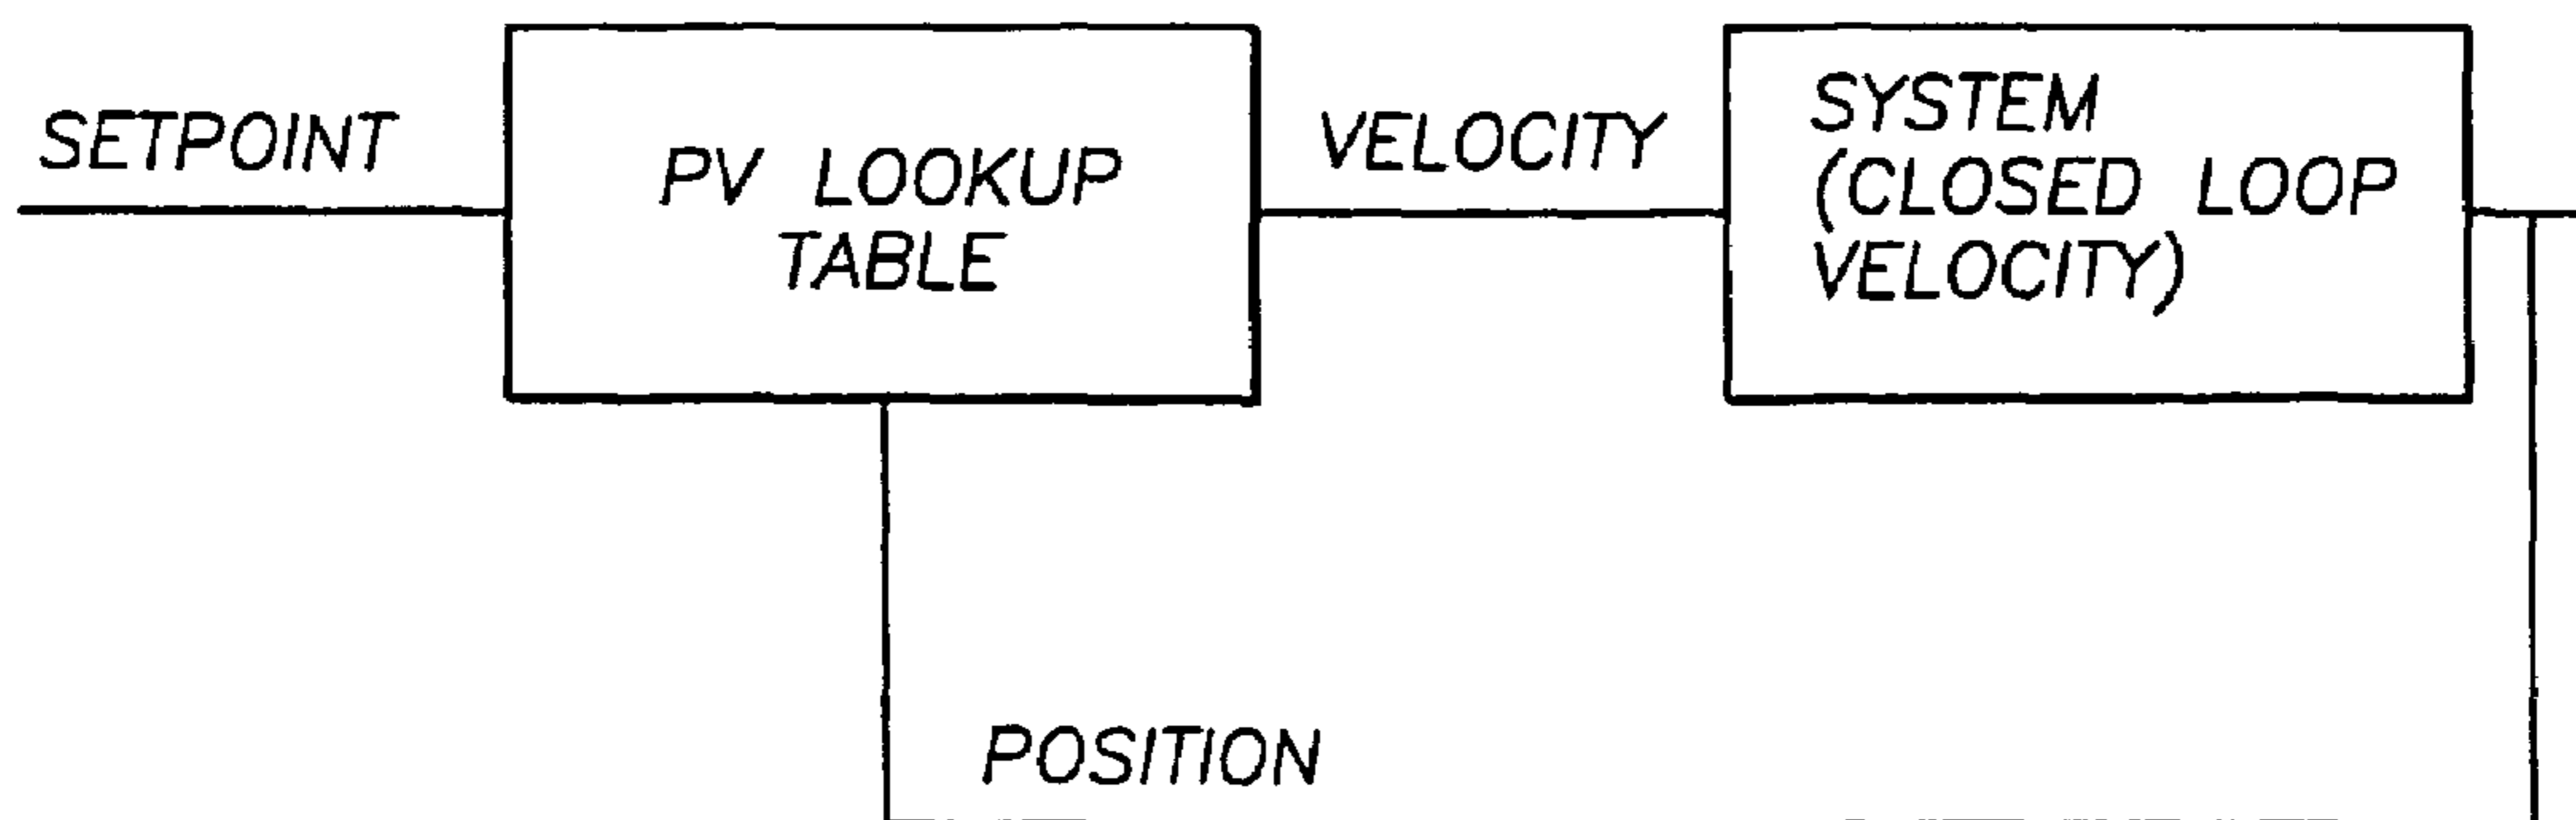 SETPOINT
PV LOOKUP
TABLE
VELOCITY
SYSTEM
(CLOSED LOOP
VELOCITY)
POSITION